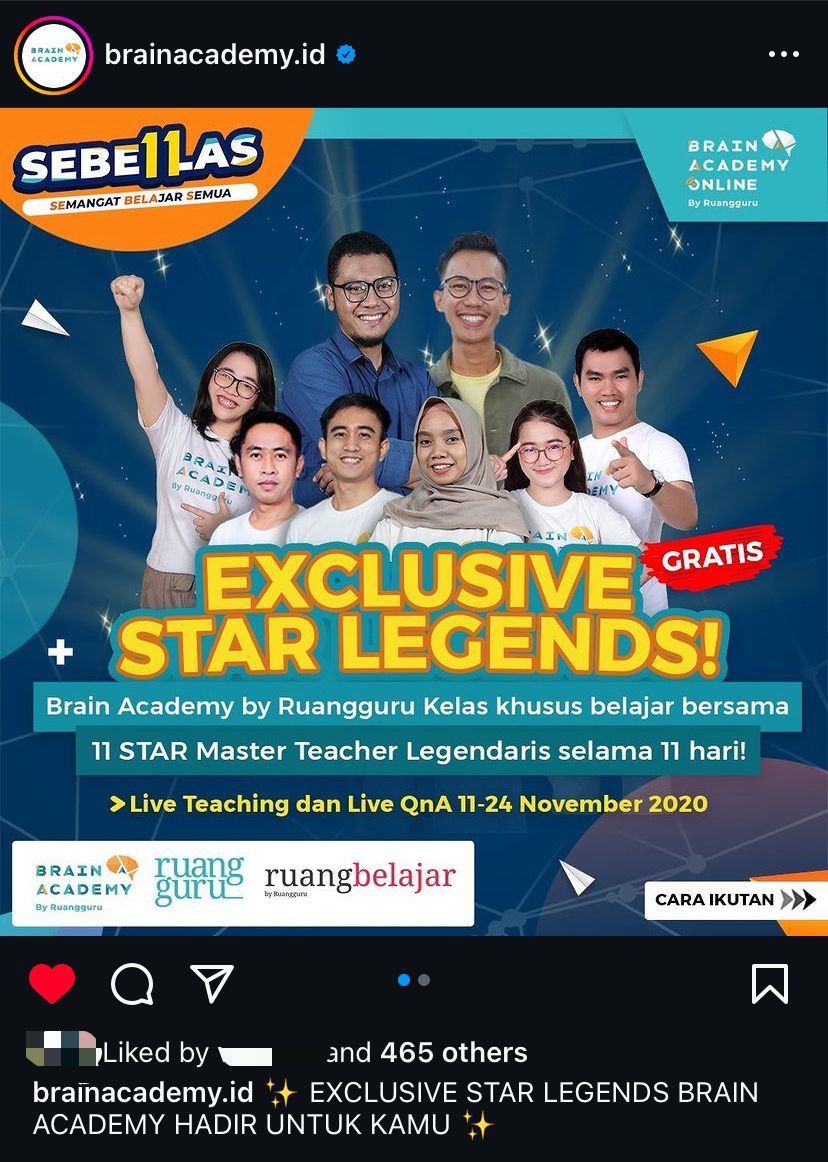 BRAIN
ACADEMY
brainacademy.id
SEBE11LAS
SEMANGAT BELAJAR SEMUA
BRAIN
ACADEMY
ONLINE
By Ruangguru
BRAIN
ACADEMY
By Ruangguru
EXCLUSIVE
GRATIS
STAR LEGENDS!
Brain Academy by Ruangguru Kelas khusus belajar bersama
11 STAR Master Teacher Legendaris selama 11 hari!
Live Teaching dan Live QnA 11-24 November 2020
BRAIN
ACADEMY
By Ruangguru
ruang
guru
ruangbelajar
by Ruangguru
CARA IKUTAN
Liked by
and 465 others
brainacademy.id ✨ EXCLUSIVE STAR LEGENDS BRAIN
ACADEMY HADIR UNTUK KAMU ✨